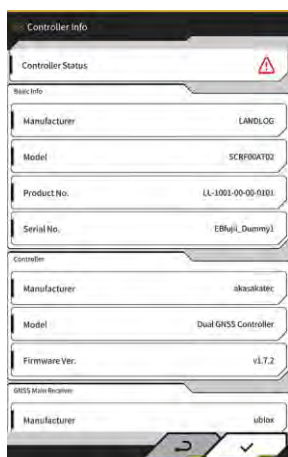 Controller Info
Controller Status
Basic Info
Manufacturer LANDLOG
Model SCRF00AT02
Product No. LL-1001-00-00-0101
Serial No. EBfujii_Dummy1
Controller
Manufacturer akasakatec
Model Dual GNSS Controller
Firmware Ver. v1.7.2
GNSS Main Receiver
Manufacturer ublox